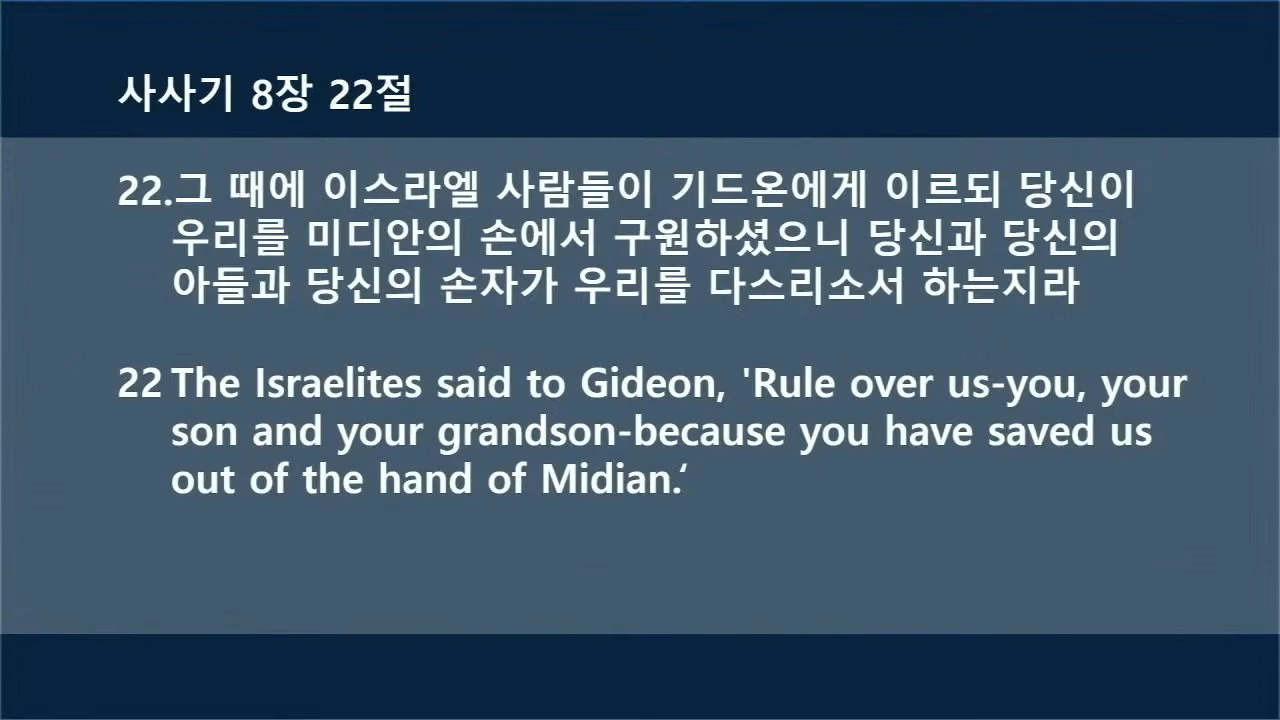 사사기 8장 22절
22.그 때에 이스라엘 사람들이 기드온에게 이르되 당신이
우리를 미디안의 손에서 구원하셨으니 당신과 당신의
아들과 당신의 손자가 우리를 다스리소서 하는지라
22 The Israelites said to Gideon, 'Rule over us-you, your
son and your grandson-because you have saved us
out of the hand of Midian.‘